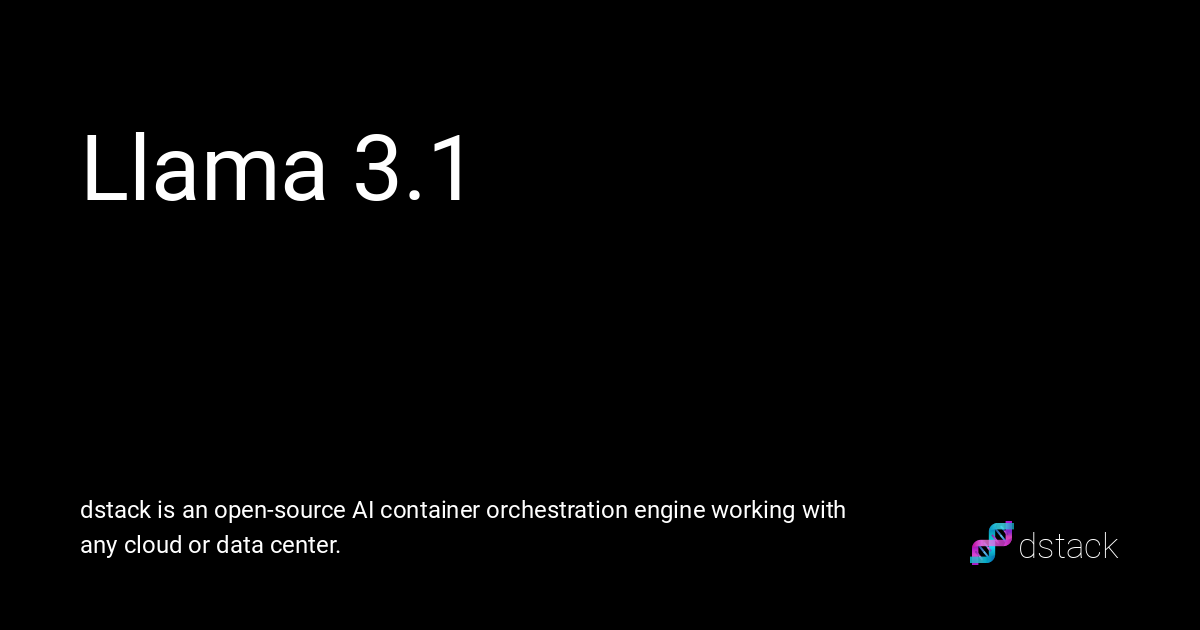 Llama 3.1
dstack is an open-source AI container orchestration engine working with
any cloud or data center.
dstack